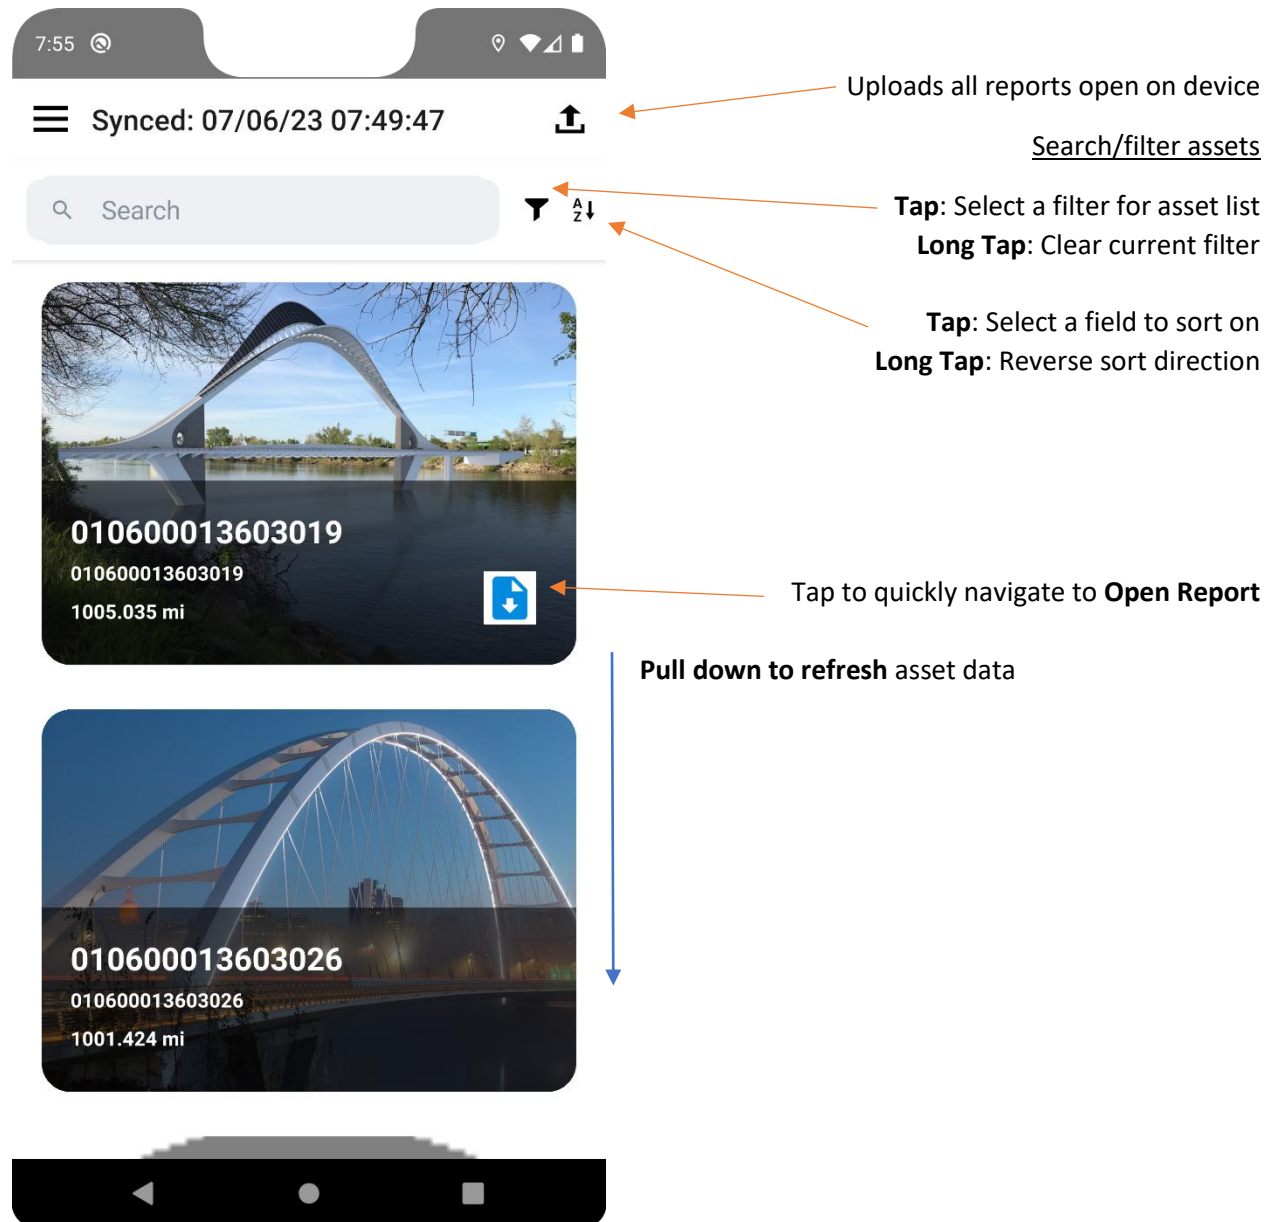 7:55
Synced: 07/06/23 07:49:47
Uploads all reports open on device
Search/filter assets
Search
A
Z
Tap: Select a filter for asset list
Long Tap: Clear current filter
Tap: Select a field to sort on
Long Tap: Reverse sort direction
010600013603019
010600013603019
1005.035 mi
Tap to quickly navigate to Open Report
Pull down to refresh asset data
010600013603026
010600013603026
1001.424 mi